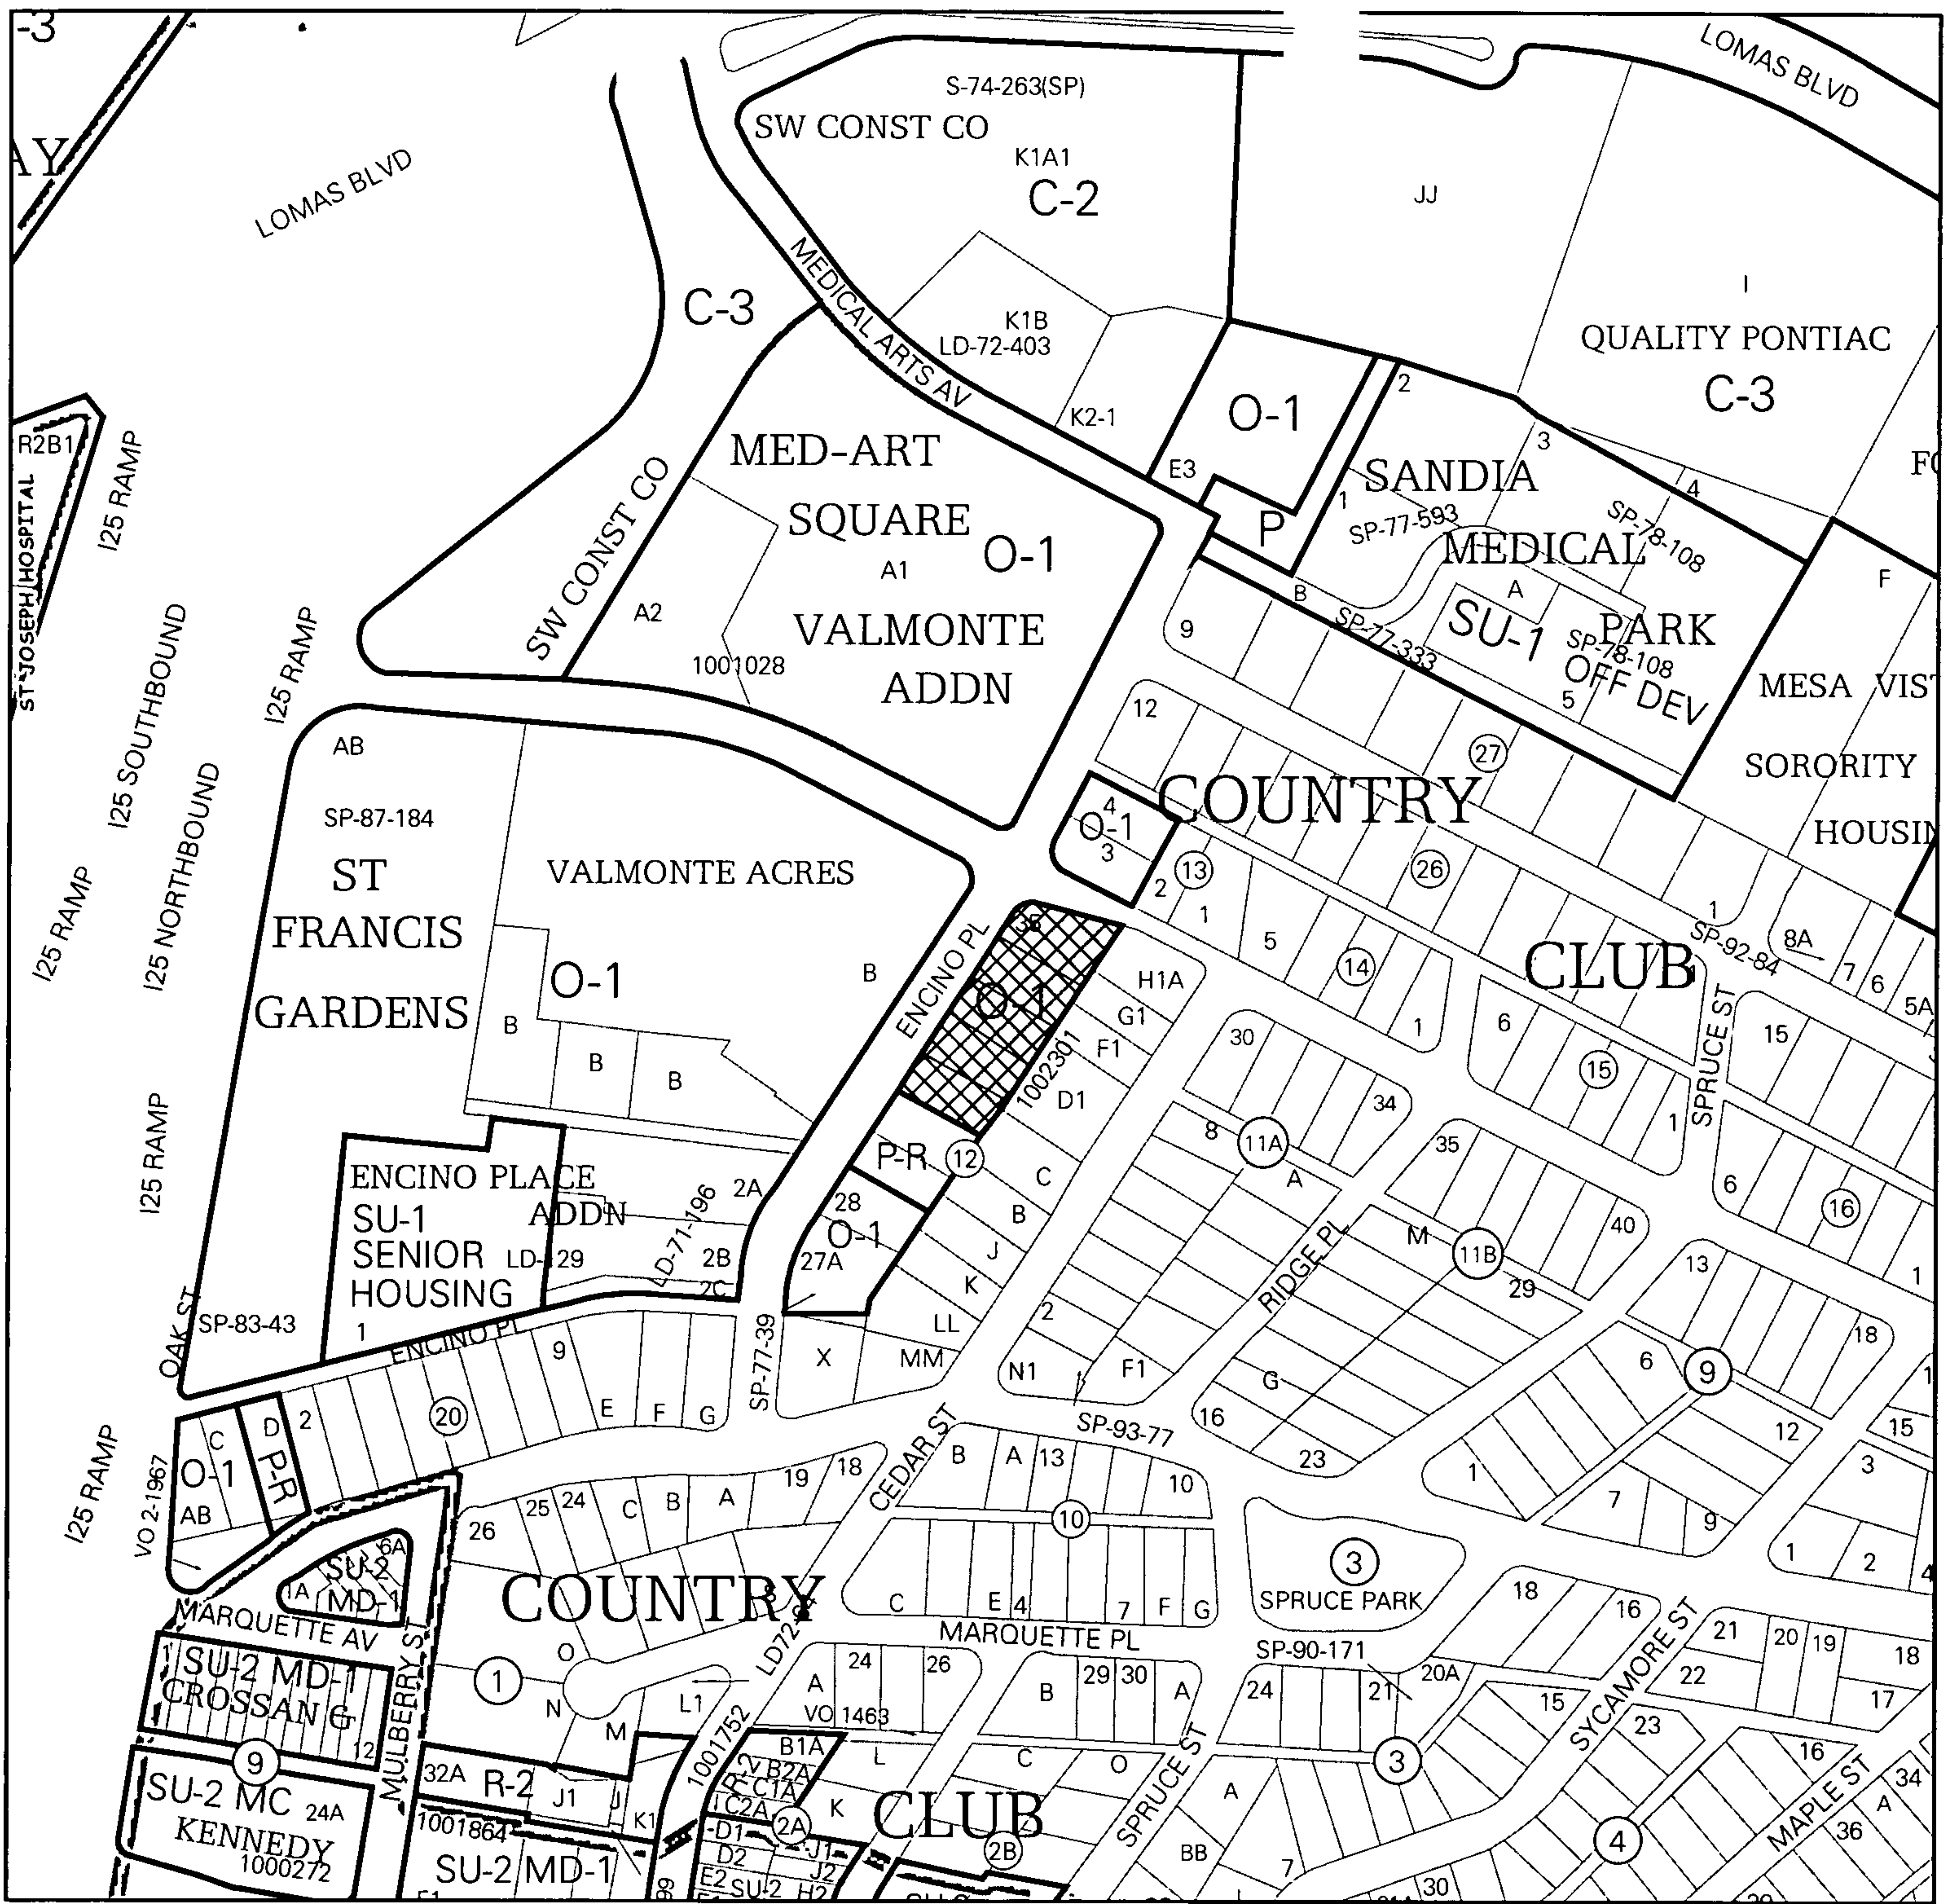 -3
AY
LOMAS BLVD
S-74-263(SP)
SW CONST CO
K1A1
C-2
JJ
LOMAS BLVD
I
QUALITY PONTIAC
C-3
C-3
MEDICAL ARTS AV
K1B
LD-72-403
K2-1
O-1
E3
P
2
3
4
1
SANDIA
SP-77-593
SP-78-108
MEDICAL
A
B
SU-1
PARK
SP-78-108
OFF DEV
SP-77-333
5
F
MESA VIST
SORORITY
HOUSIN
R2B1
ST JOSEPH HOSPITAL
I25 RAMP
I25 SOUTHBOUND
I25 RAMP
I25 NORTHBOUND
I25 RAMP
I25 RAMP
I25 RAMP
SW CONST CO
MED-ART
SQUARE
O-1
A1
A2
VALMONTE
1001028
ADDN
9
12
27
COUNTRY
4
O-1
3
13
2
1
26
5
14
1
CLUB
1
SP-92-84
8A
7
6
5A
AB
SP-87-184
ST
FRANCIS
GARDENS
VALMONTE ACRES
O-1
B
B
B
B
ENCINO PL
35
O-1
H1A
G1
F1
1002301
D1
P-R
12
C
B
J
K
LL
MM
28
O-1
27A
X
30
34
8
11A
A
35
40
M
11B
29
RIDGE PL
6
15
1
SPRUCE ST
15
6
16
1
13
18
ENCINO PLACE
ADDN
SU-1
SENIOR
HOUSING
LD-129
LD-71-196
2A
2B
2C
1
OAK ST
SP-83-43
ENCINO PL
9
E
F
G
SP-77-39
2
N1
F1
SP-93-77
G
16
23
6
9
12
15
1
3
1
7
9
1
2
4
VO 2-1967
C
O-1
AB
D
P-R
2
20
26
25
24
C
B
A
19
18
CEDAR ST
B
A
13
10
10
C
E
4
7
F
G
3
SPRUCE PARK
SU-2
MD-1
6A
1A
MARQUETTE AV
SU-2 MD-1
CROSSAN G
12
9
SU-2 MC
24A
KENNEDY
1000272
MULBERRY ST
COUNTRY
LD72-94
O
1
N
M
L1
1001752
MARQUETTE PL
A
24
26
VO 1463
B
29
30
A
SP-90-171
24
21
20A
18
16
SYCAMORE ST
21
20
19
18
22
17
15
23
16
3
MAPLE ST
34
A
36
4
32A
R-2
J1
J
K1
1001864
SU-2 MD-1
R-2
B1A
B2A
C1A
C2A
2A
D1
D2
E2
SU-2
J1
J2
H2
L
K
CLUB
2B
C
O
SPRUCE ST
A
BB
7
30